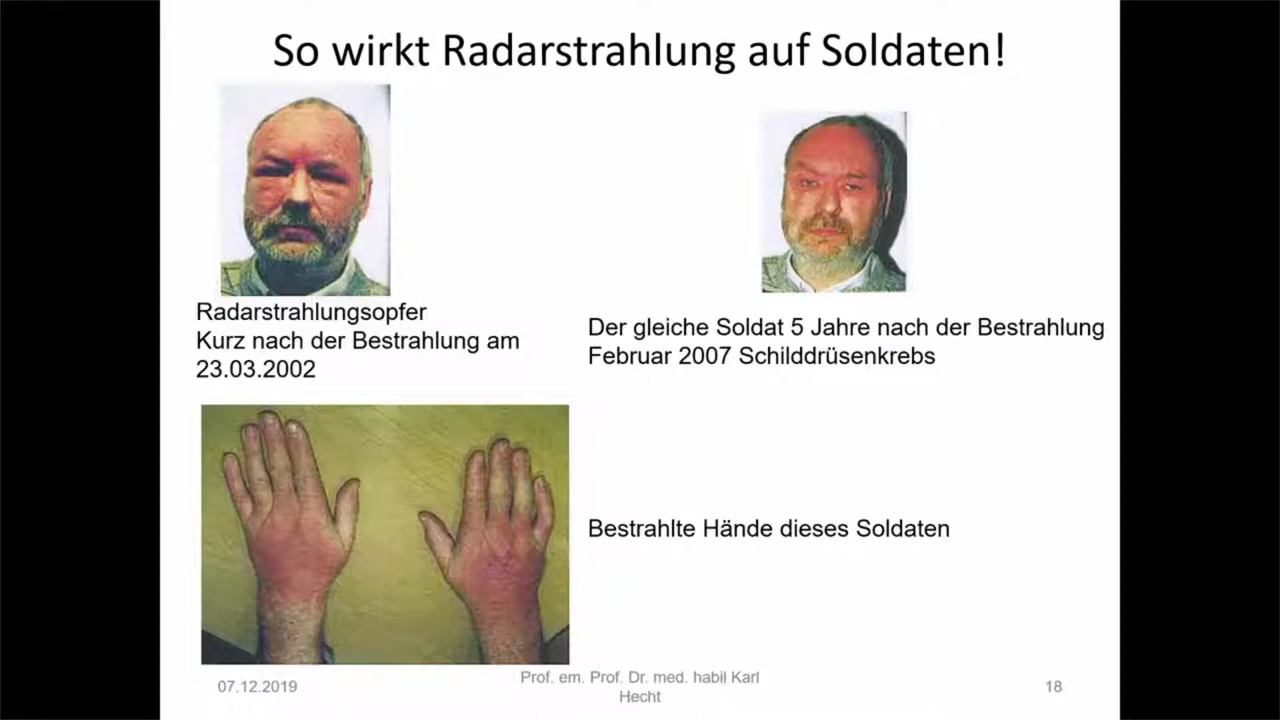 So wirkt Radarstrahlung auf Soldaten!
Radarstrahlungsopfer
Kurz nach der Bestrahlung am
23.03.2002
Der gleiche Soldat 5 Jahre nach der Bestrahlung
Februar 2007 Schilddrüsenkrebs
Bestrahlte Hände dieses Soldaten
07.12.2019
Prof. em. Prof. Dr. med. habil Karl
Hecht
18